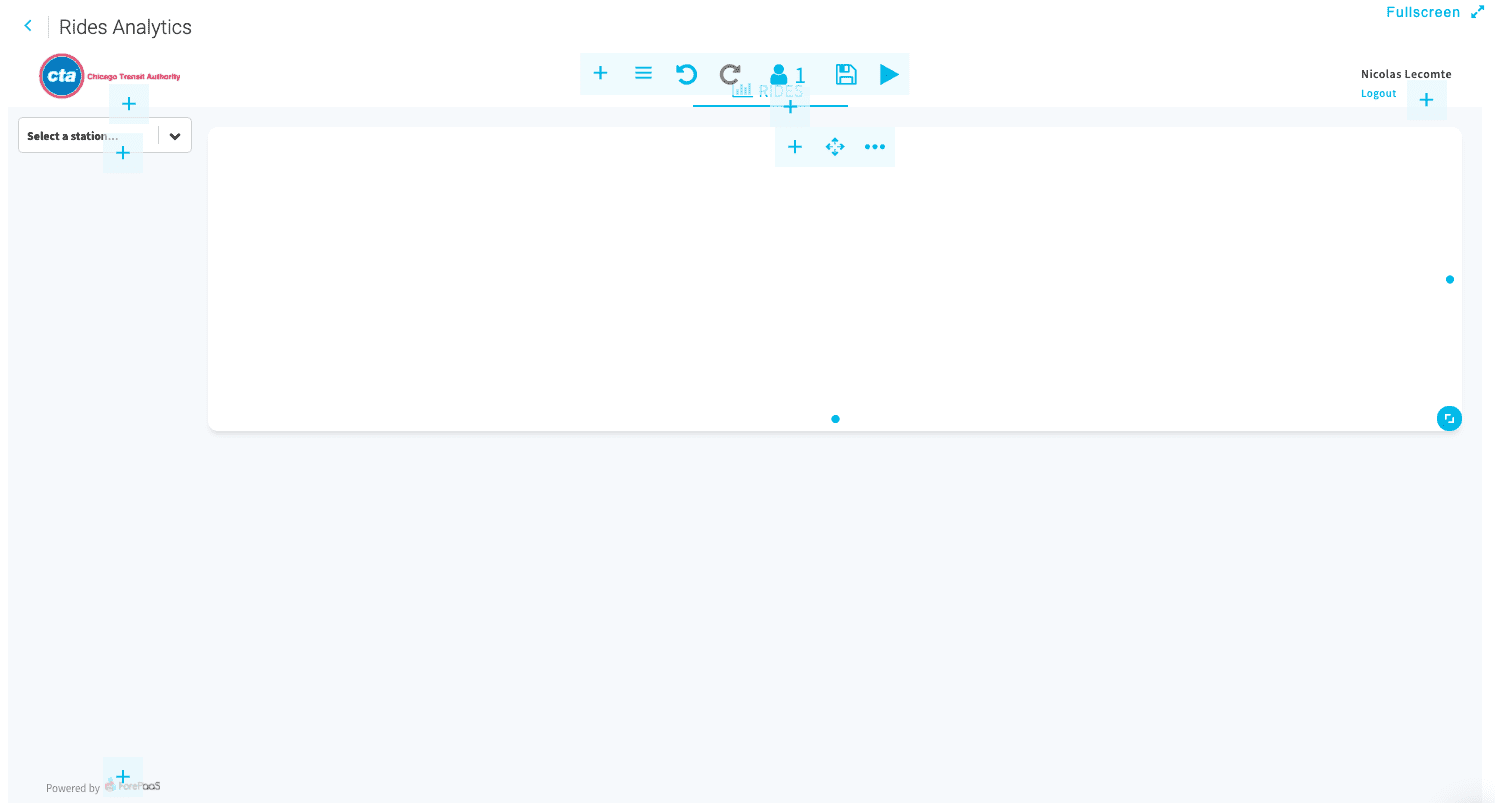 Rides Analytics
Fullscreen
cta Chicago Transit Authority
1
RIDES
Nicolas Lecomte
Logout
Select a station...
Powered by ForePaaS